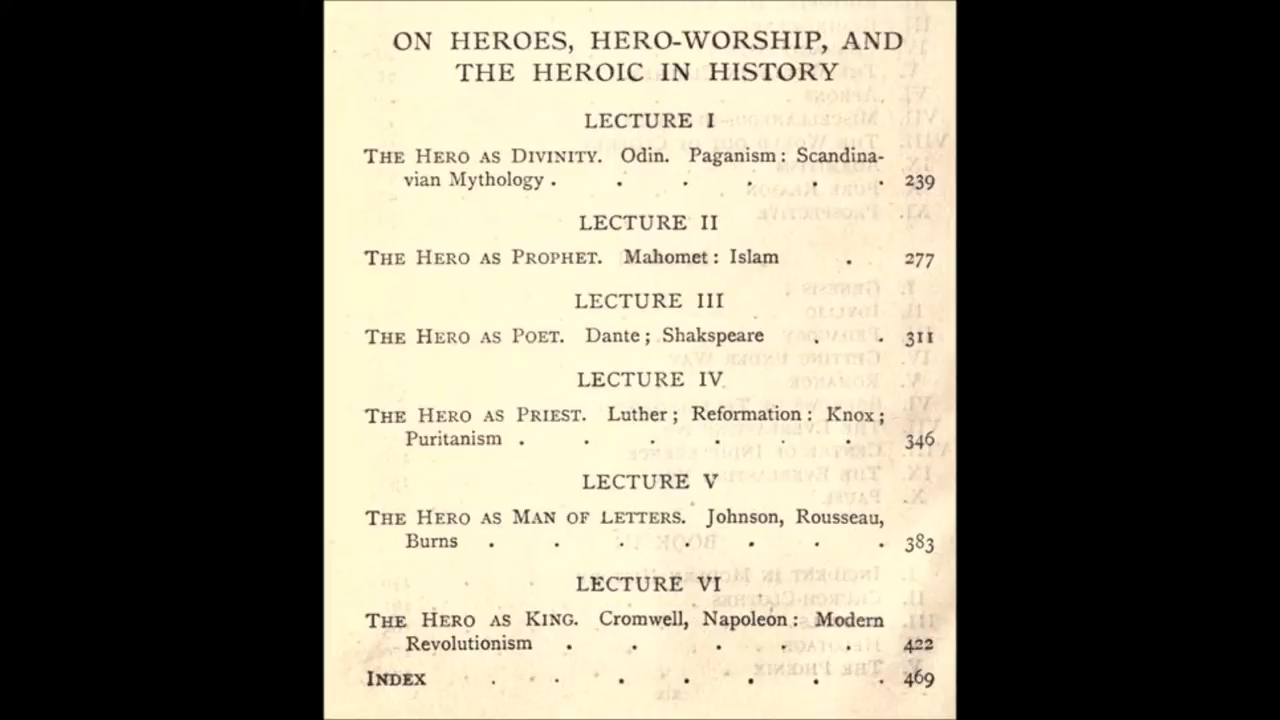 ON HEROES, HERO-WORSHIP, AND
THE HEROIC IN HISTORY
LECTURE I
THE HERO AS DIVINITY. Odin. Paganism: Scandina-
vian Mythology . . . . . . 239
LECTURE II
THE HERO AS PROPHET. Mahomet: Islam . 277
LECTURE III
THE HERO AS POET. Dante; Shakspeare . . 311
LECTURE IV
THE HERO AS PRIEST. Luther; Reformation: Knox;
Puritanism . . . . . . 346
LECTURE V
THE HERO AS MAN OF LETTERS. Johnson, Rousseau,
Burns . . . . . . . 383
LECTURE VI
THE HERO AS KING. Cromwell, Napoleon: Modern
Revolutionism . . . . . . 422
INDEX . . . . . . . 469